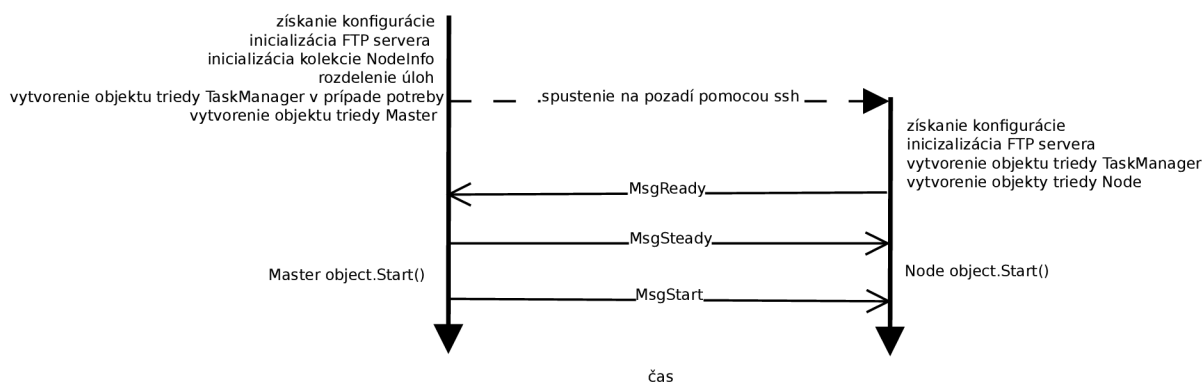 získanie konfigurácie
inicializácia FTP servera
inicializácia kolekcie NodeInfo
rozdelenie úloh
vytvorenie objektu triedy TaskManager v prípade potreby
vytvorenie objektu triedy Master
spustenie na pozadí pomocou ssh
získanie konfigurácie
inicizalizácia FTP servera
vytvorenie objektu triedy TaskManager
vytvorenie objekty triedy Node
MsgReady
MsgSteady
Master object.Start()
Node object.Start()
MsgStart
čas